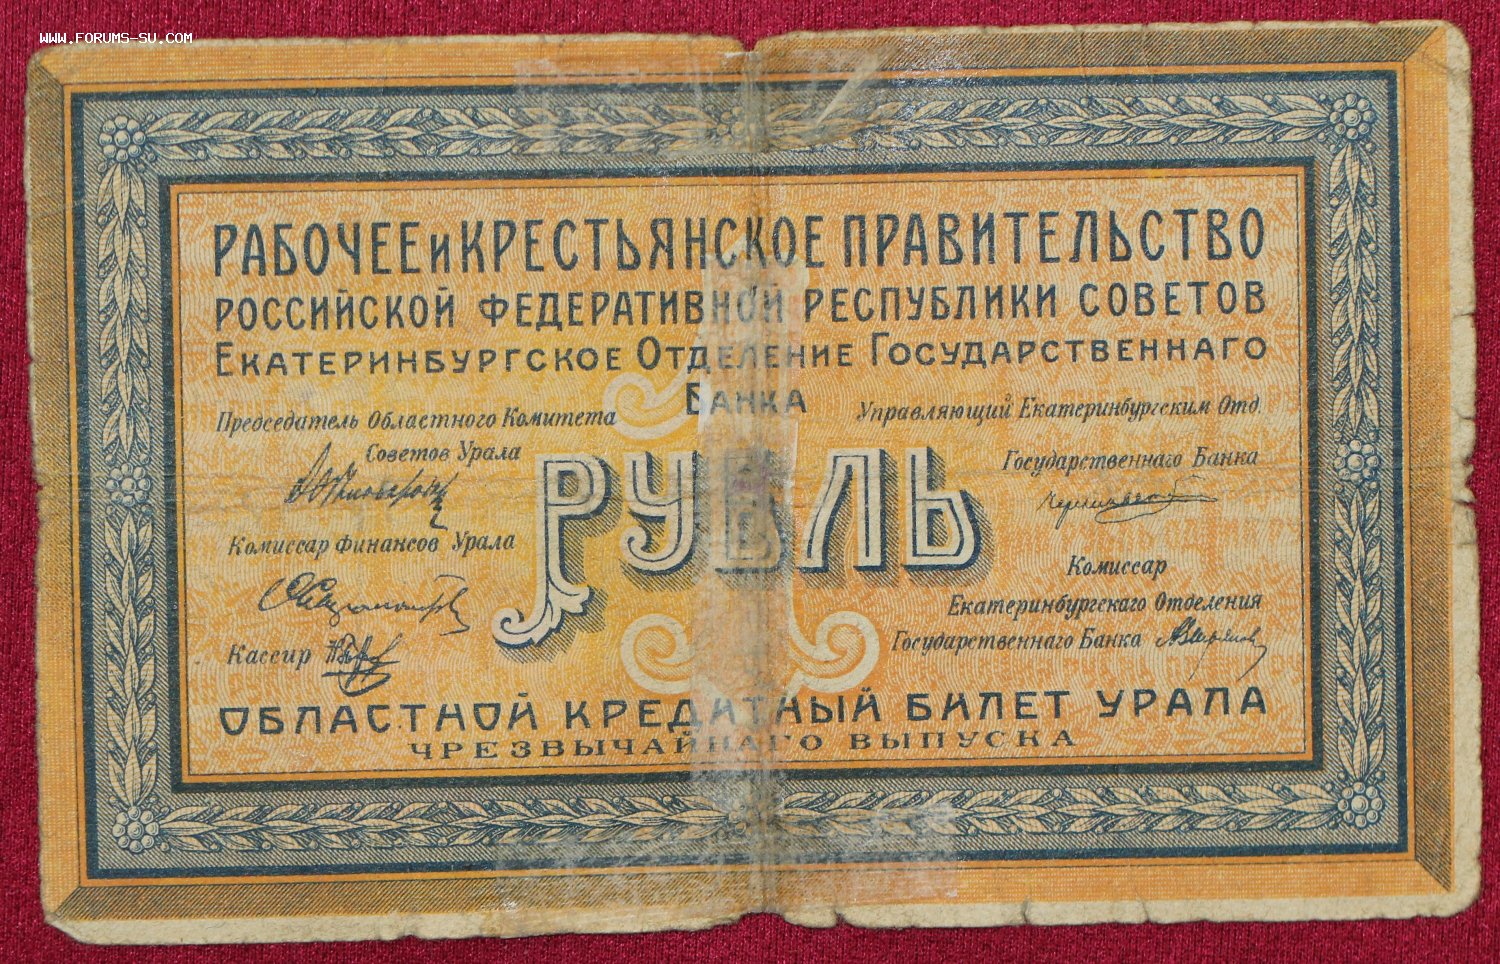 WWW.FORUMS-SU.COM
РАБОЧЕЕ и КРЕСТЬЯНСКОЕ ПРАВИТЕЛЬСТВО
РОССИЙСКОЙ ФЕДЕРАТИВНОЙ РЕСПУБЛИКИ СОВЕТОВ
ЕКАТЕРИНБУРГСКОЕ ОТДЕЛЕНИЕ ГОСУДАРСТВЕННАГО
БАНКА
Председатель Областного Комитета
Советов Урала
Комиссар финансов Урала
Кассир
Управляющий Екатеринбургским Отд.
Государственнаго Банка
Комиссар
Екатеринбургскаго Отделения
Государственнаго Банка
РУБЛЬ
ОБЛАСТНОЙ КРЕДИТНЫЙ БИЛЕТ УРАЛА
ЧРЕЗВЫЧАЙНАГО ВЫПУСКА